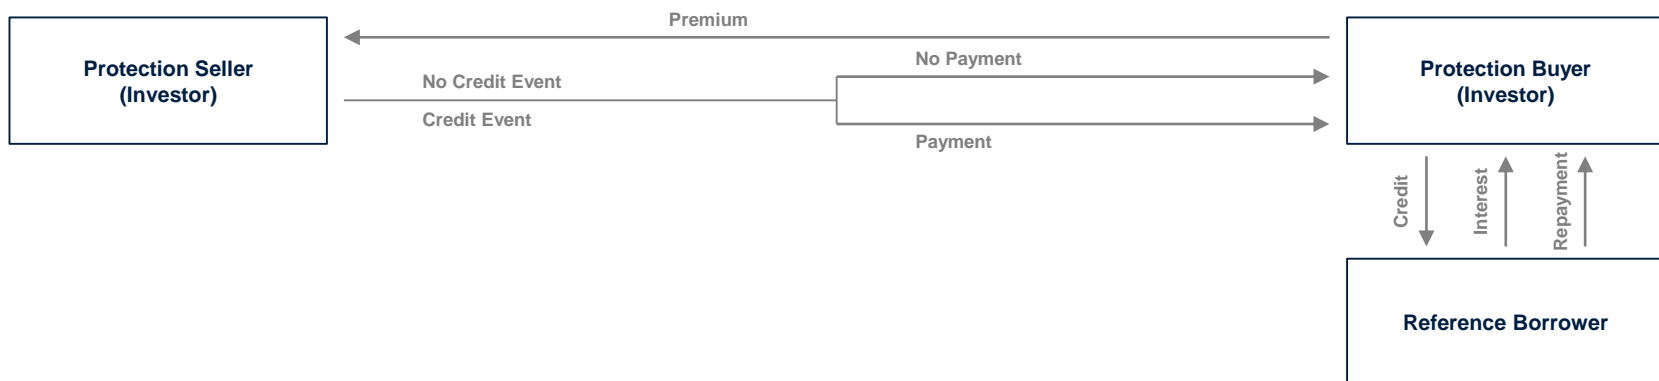 Premium
Protection Seller
(Investor)
No Credit Event
Credit Event
No Payment
Payment
Protection Buyer
(Investor)
Credit
Interest
Repayment
Reference Borrower